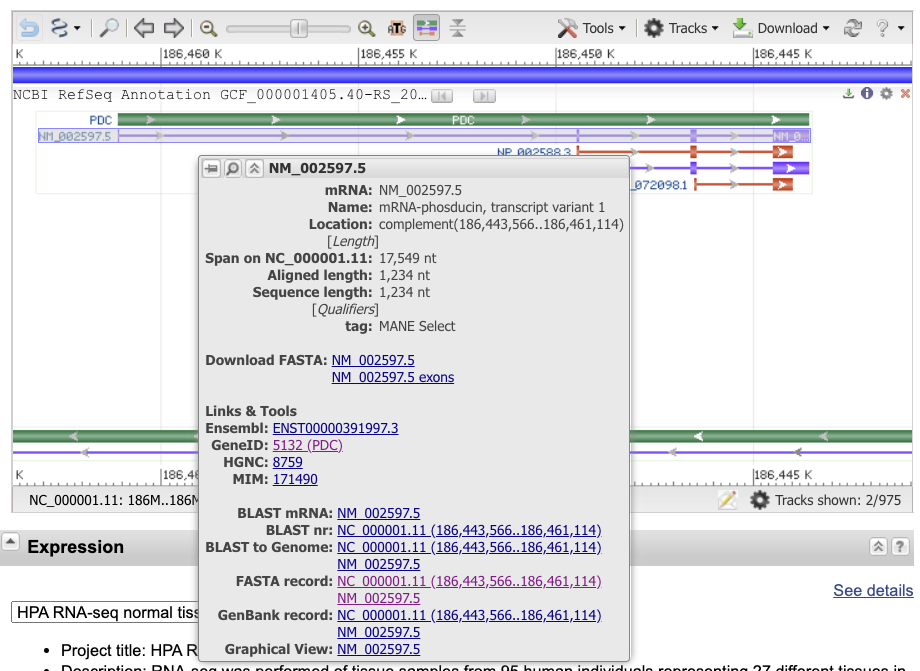 Tools
Tracks
Download
?
K
186,460 K
186,455 K
186,450 K
186,445 K
NCBI RefSeq Annotation GCF_000001405.40-RS_20...
PDC
PDC
NM_002597.5
NM_0...
NP_002588.3
_072098.1
NM_002597.5
mRNA: NM_002597.5
Name: mRNA-phosducin, transcript variant 1
Location: complement(186,443,566..186,461,114)
[Length]
Span on NC_000001.11: 17,549 nt
Aligned length: 1,234 nt
Sequence length: 1,234 nt
[Qualifiers]
tag: MANE Select
Download FASTA: NM_002597.5
NM_002597.5 exons
Links & Tools
Ensembl: ENST00000391997.3
GeneID: 5132 (PDC)
HGNC: 8759
MIM: 171490
BLAST mRNA: NM_002597.5
BLAST nr: NC_000001.11 (186,443,566..186,461,114)
BLAST to Genome: NC_000001.11 (186,443,566..186,461,114)
NM_002597.5
FASTA record: NC_000001.11 (186,443,566..186,461,114)
NM_002597.5
GenBank record: NC_000001.11 (186,443,566..186,461,114)
NM_002597.5
Graphical View: NM_002597.5
K
186,46
186,445 K
NC_000001.11: 186M..186M
Tracks shown: 2/975
Expression
?
See details
HPA RNA-seq normal tiss
• Project title: HPA R
• Description: RNA-seq was performed of tissue samples from 95 human individuals representing 27 different tissues in